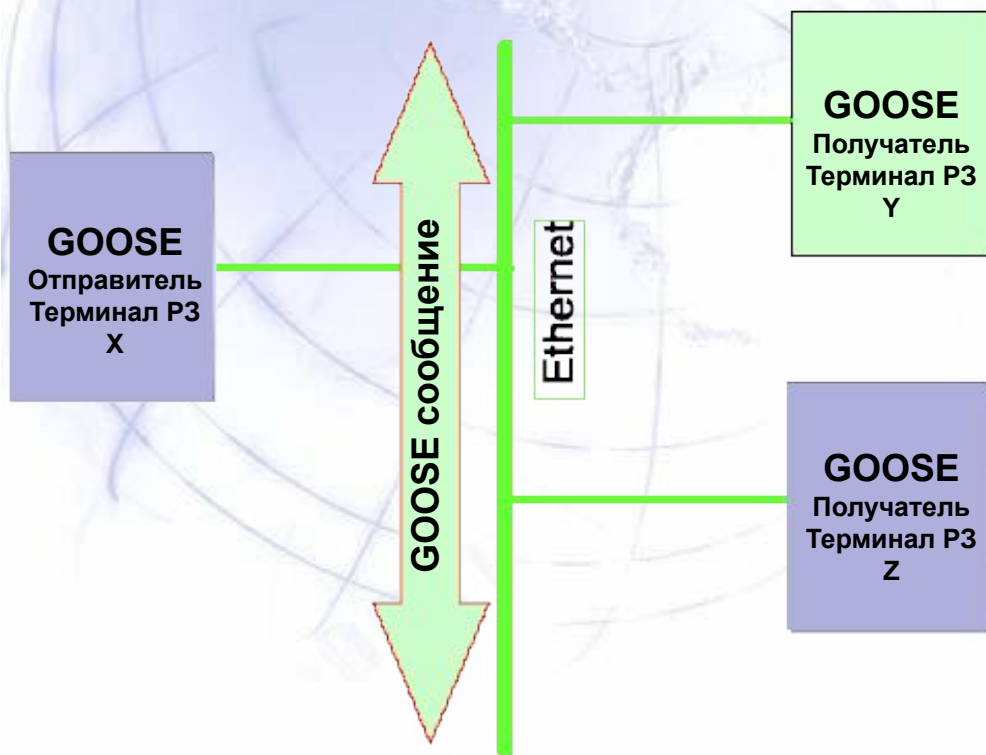 GOOSE
Отправитель
Терминал РЗ
X
GOOSE сообщение
Ethernet
GOOSE
Получатель
Терминал РЗ
Y
GOOSE
Получатель
Терминал РЗ
Z